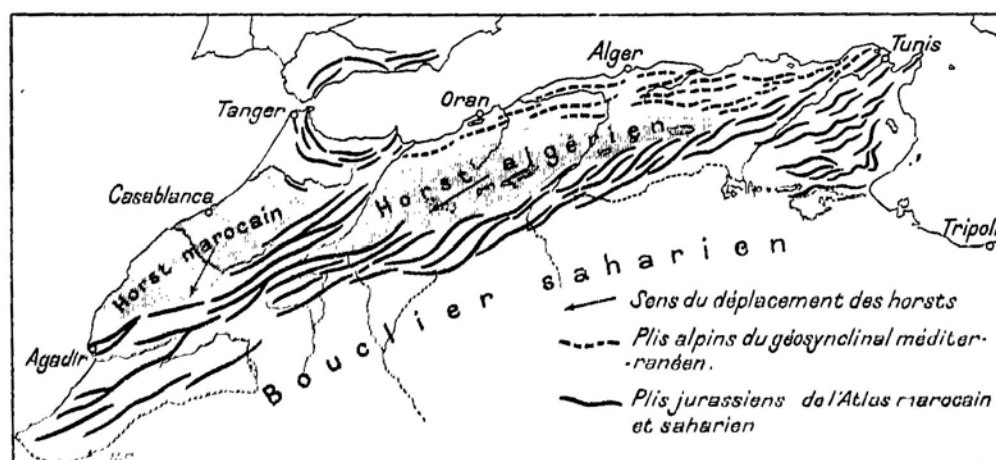 Tunis
Alger
Oran
Tanger
Horst algérien
Casablanca
Horst marocain
Tripoli
Bouclier saharien
Sens du déplacement des horsts
Agadir
Plis alpins du géosynclinal méditer-
-ranéen.
Plis jurassiens de l'Atlas marocain
et saharien